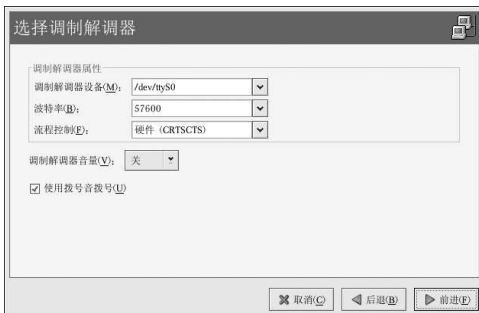 选择调制解调器
调制解调器属性
调制解调器设备(M): /dev/ttyS0
波特率(B): 57600
流程控制(F): 硬件 (CRTSCTS)
调制解调器音量(V): 关
使用拨号音拨号(U)
取消(C) 后退(B) 前进(F)